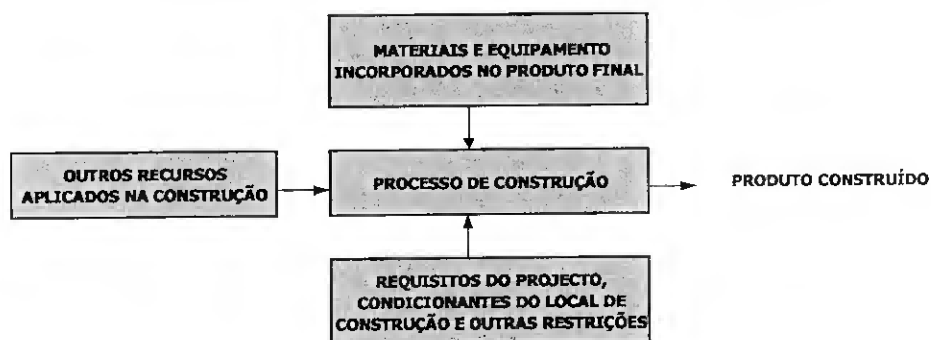 MATERIAIS E EQUIPAMENTO
INCORPORADOS NO PRODUTO FINAL
OUTROS RECURSOS
APLICADOS NA CONSTRUÇÃO
PROCESSO DE CONSTRUÇÃO
PRODUTO CONSTRUÍDO
REQUISITOS DO PROJECTO,
CONDICIONANTES DO LOCAL DE
CONSTRUÇÃO E OUTRAS RESTRIÇÕES